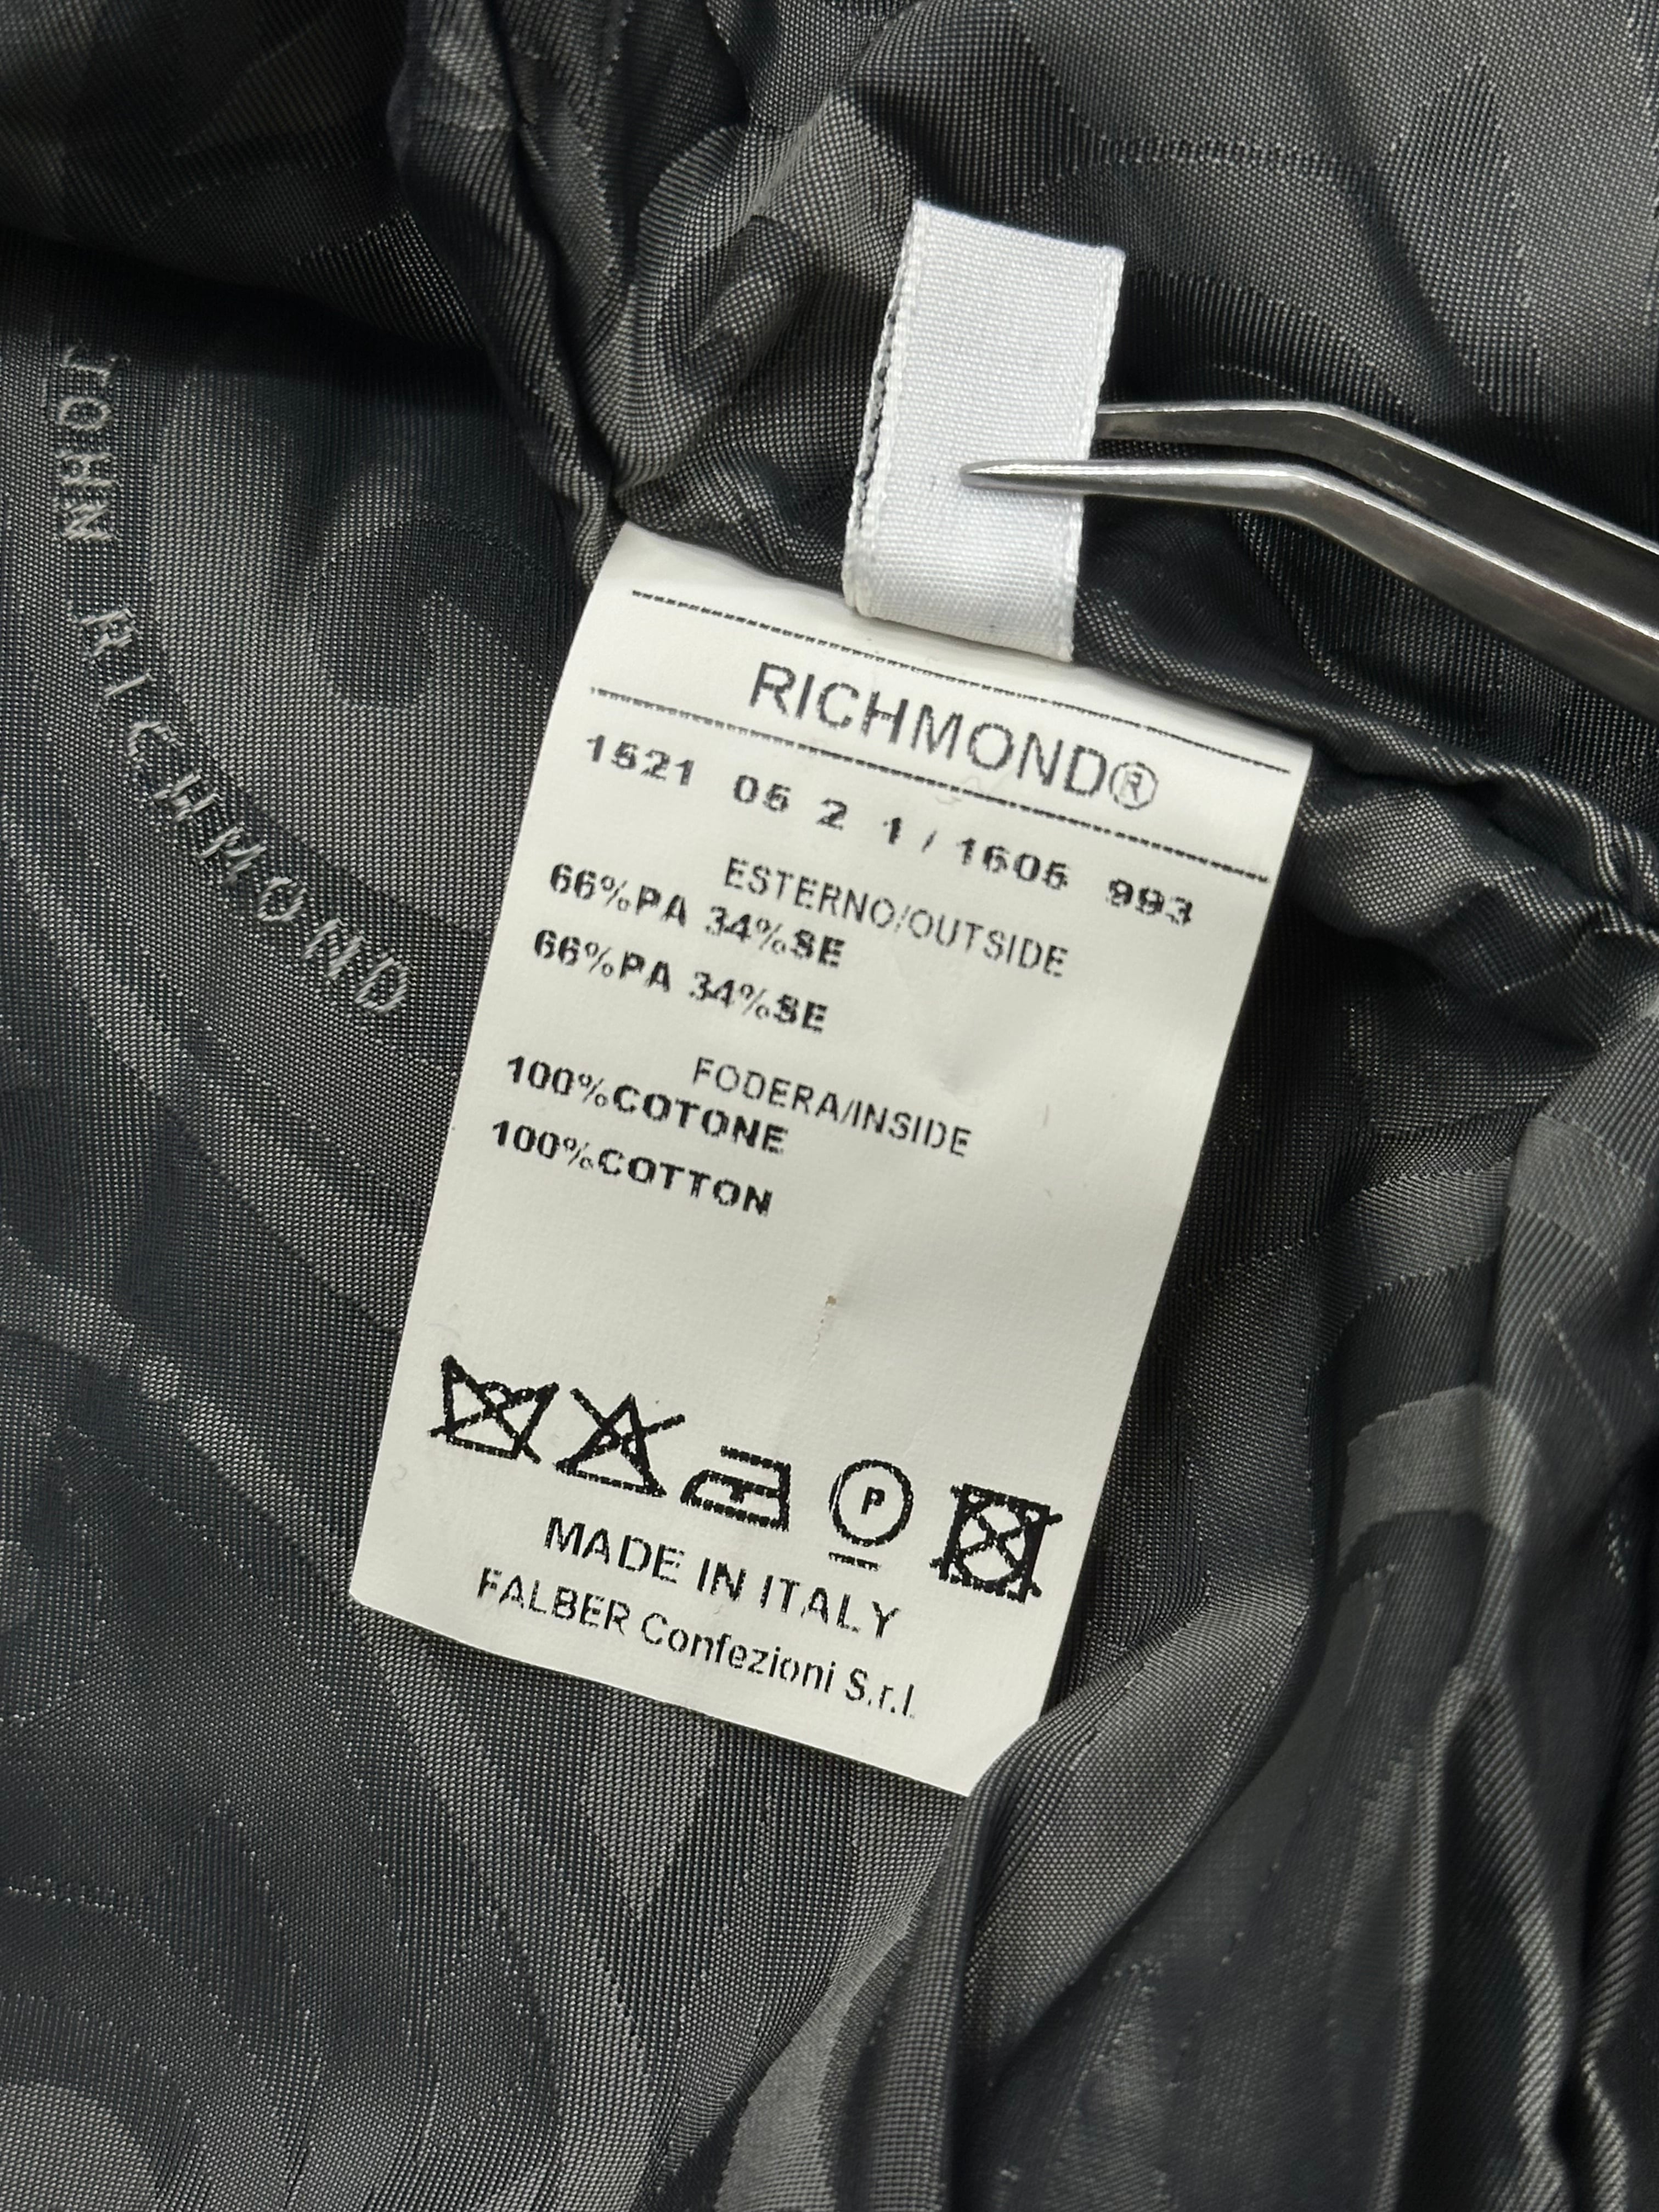 JOHN RICHMOND
RICHMOND®
1521 05 2 1 / 1605 993
ESTERNO/OUTSIDE
66%PA 34%SE
66%PA 34%SE
FODERA/INSIDE
100%COTONE
100%COTTON
P
MADE IN ITALY
FALBER Confezioni S.r.l.